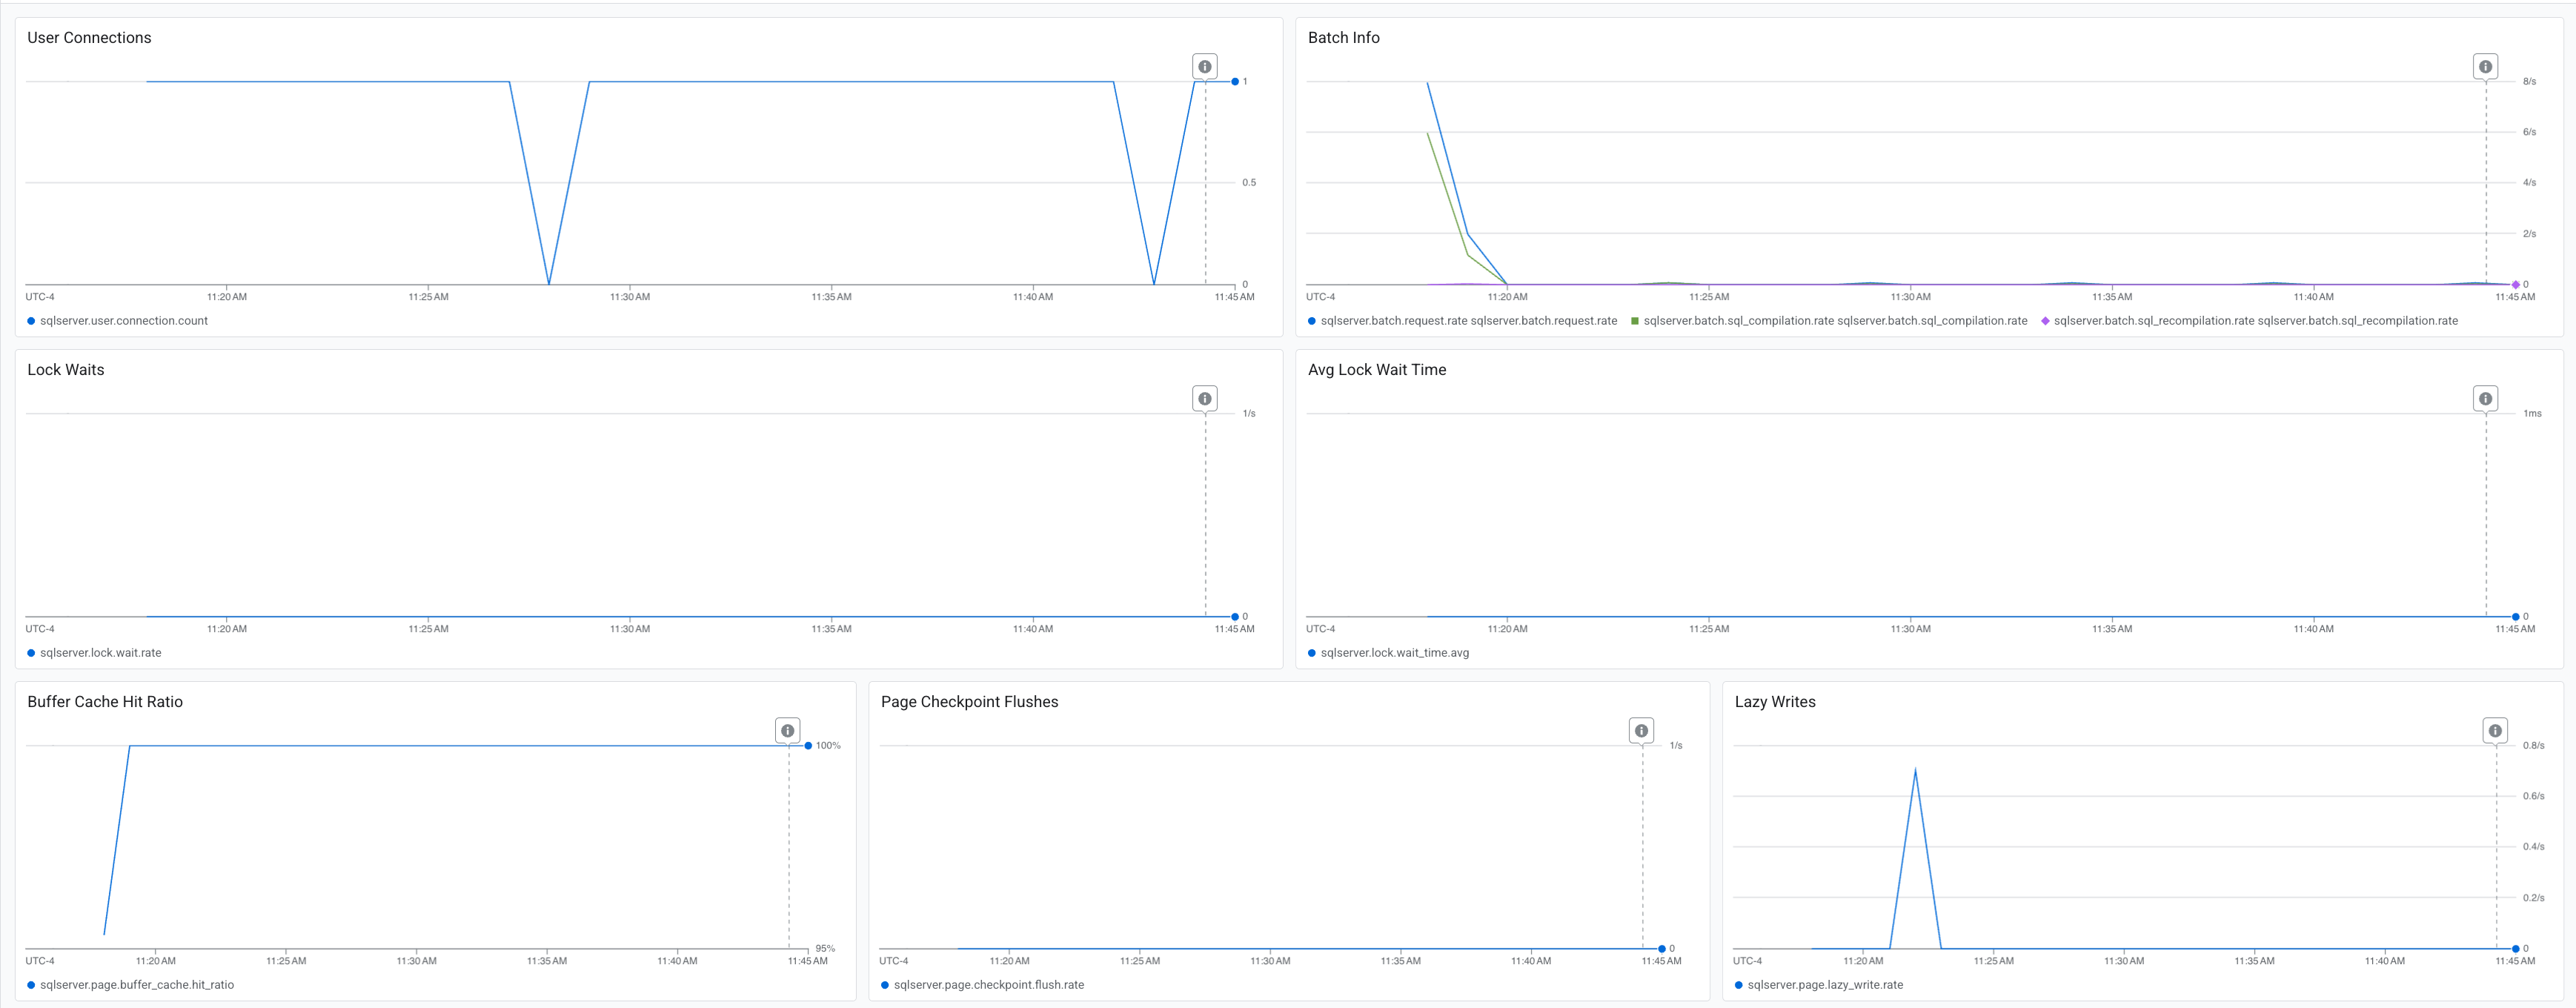 User Connections
1
0.5
0
UTC-4 11:20 AM 11:25 AM 11:30 AM 11:35 AM 11:40 AM 11:45 AM
sqlserver.user.connection.count
Batch Info
8/s
6/s
4/s
2/s
0
UTC-4 11:20 AM 11:25 AM 11:30 AM 11:35 AM 11:40 AM 11:45 AM
sqlserver.batch.request.rate sqlserver.batch.request.rate sqlserver.batch.sql_compilation.rate sqlserver.batch.sql_compilation.rate sqlserver.batch.sql_recompilation.rate sqlserver.batch.sql_recompilation.rate
Lock Waits
1/s
0
UTC-4 11:20 AM 11:25 AM 11:30 AM 11:35 AM 11:40 AM 11:45 AM
sqlserver.lock.wait.rate
Avg Lock Wait Time
1ms
0
UTC-4 11:20 AM 11:25 AM 11:30 AM 11:35 AM 11:40 AM 11:45 AM
sqlserver.lock.wait_time.avg
Buffer Cache Hit Ratio
100%
95%
UTC-4 11:20 AM 11:25 AM 11:30 AM 11:35 AM 11:40 AM 11:45 AM
sqlserver.page.buffer_cache.hit_ratio
Page Checkpoint Flushes
1/s
0
UTC-4 11:20 AM 11:25 AM 11:30 AM 11:35 AM 11:40 AM 11:45 AM
sqlserver.page.checkpoint.flush.rate
Lazy Writes
0.8/s
0.6/s
0.4/s
0.2/s
0
UTC-4 11:20 AM 11:25 AM 11:30 AM 11:35 AM 11:40 AM 11:45 AM
sqlserver.page.lazy_write.rate